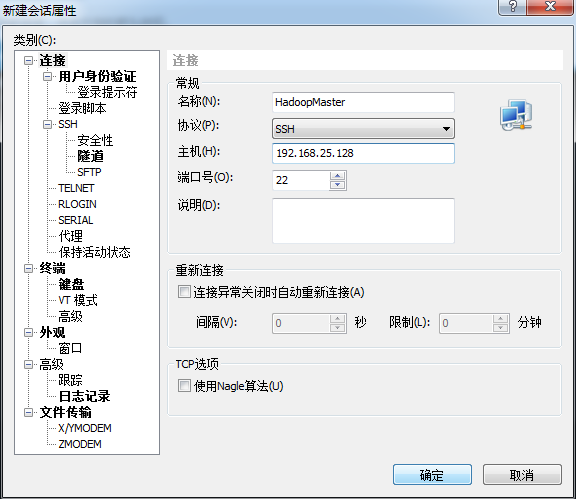 新建会话属性
类别(C):
连接
用户身份验证
登录提示符
登录脚本
SSH
安全性
隧道
SFTP
TELNET
RLOGIN
SERIAL
代理
保持活动状态
终端
键盘
VT 模式
高级
外观
窗口
高级
跟踪
日志记录
文件传输
X/YMODEM
ZMODEM
连接
常规
名称(N): HadoopMaster
协议(P): SSH
主机(H): 192.168.25.128
端口号(O): 22
说明(D):
重新连接
连接异常关闭时自动重新连接(A)
间隔(V): 0 秒 限制(L): 0 分钟
TCP选项
使用Nagle算法(U)
确定 取消